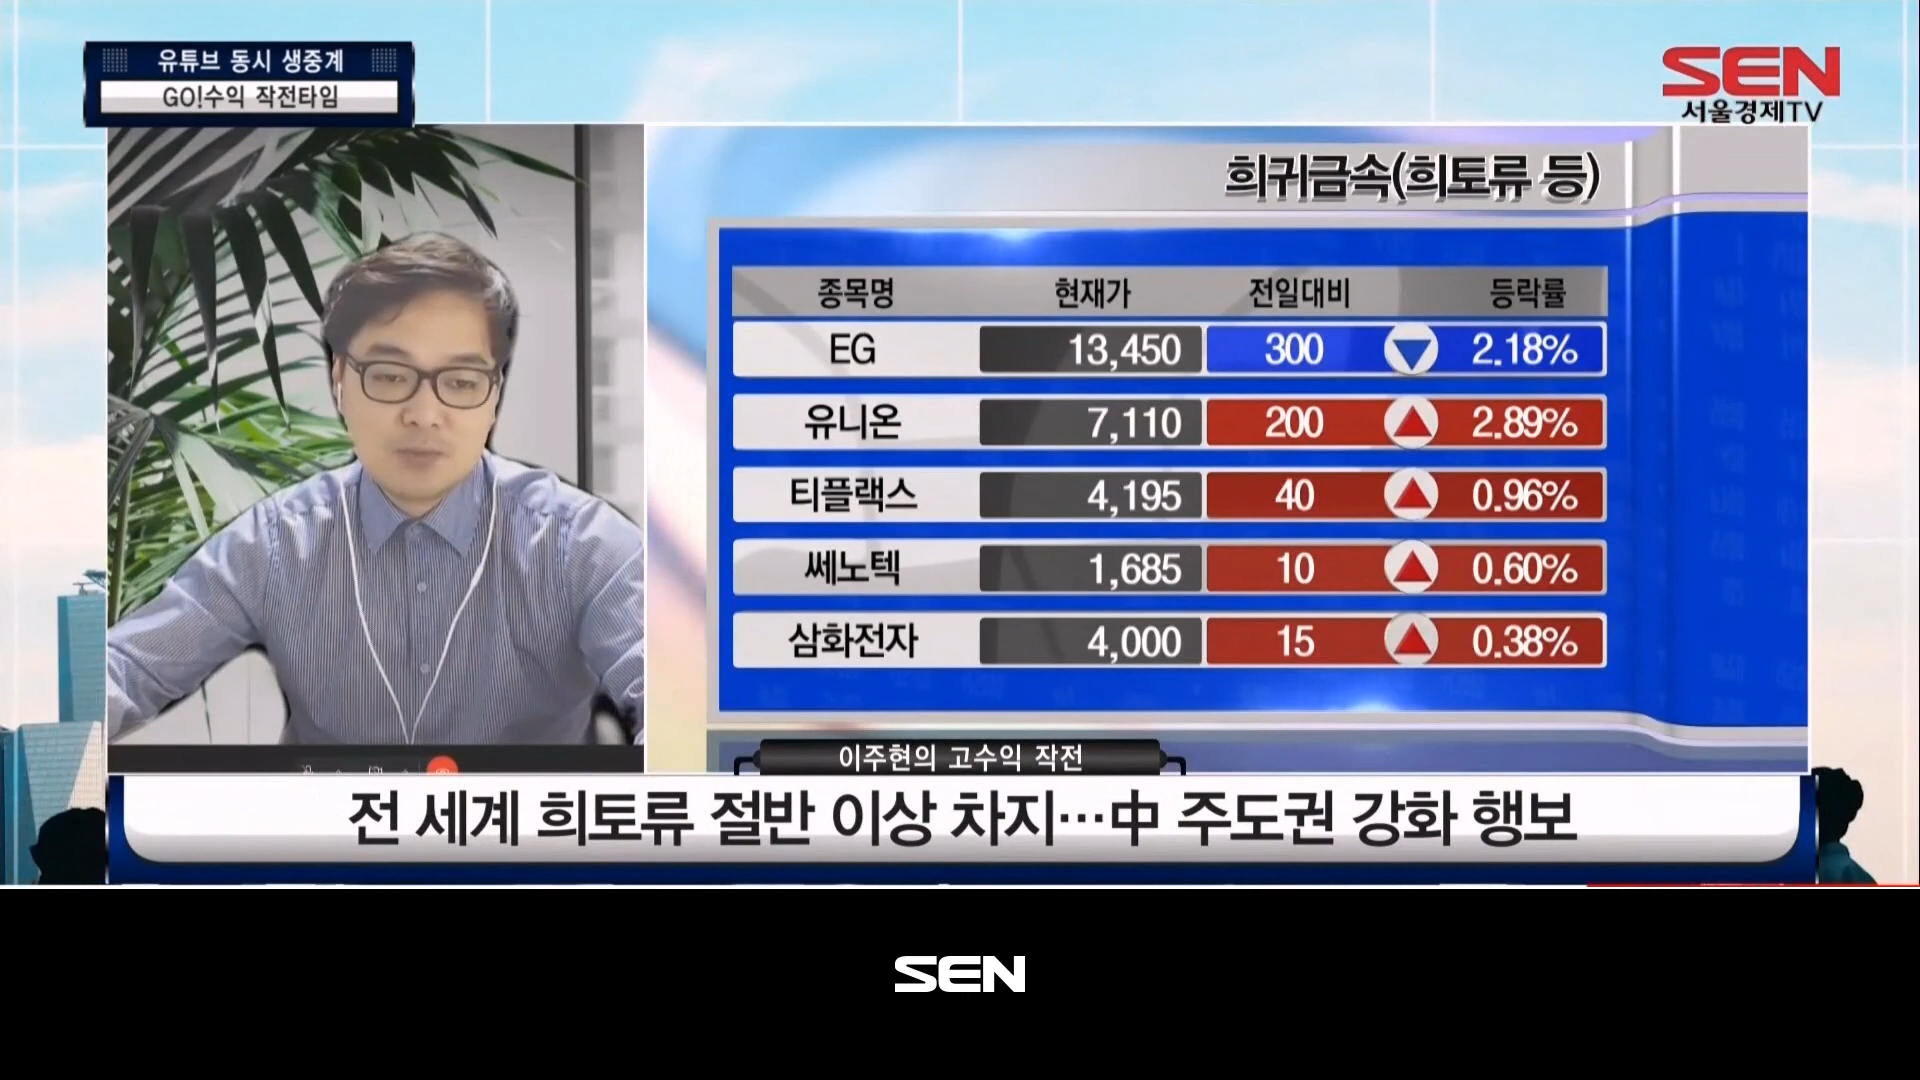 유튜브 동시 생중계
GO!수익 작전타임
SEN
서울경제TV
희귀금속(희토류 등)
종목명 현재가 전일대비 등락률
EG 13,450 300 ▼ 2.18%
유니온 7,110 200 ▲ 2.89%
티플랙스 4,195 40 ▲ 0.96%
쎄노텍 1,685 10 ▲ 0.60%
삼화전자 4,000 15 ▲ 0.38%
이주현의 고수익 작전
전 세계 희토류 절반 이상 차지…中 주도권 강화 행보
SEN